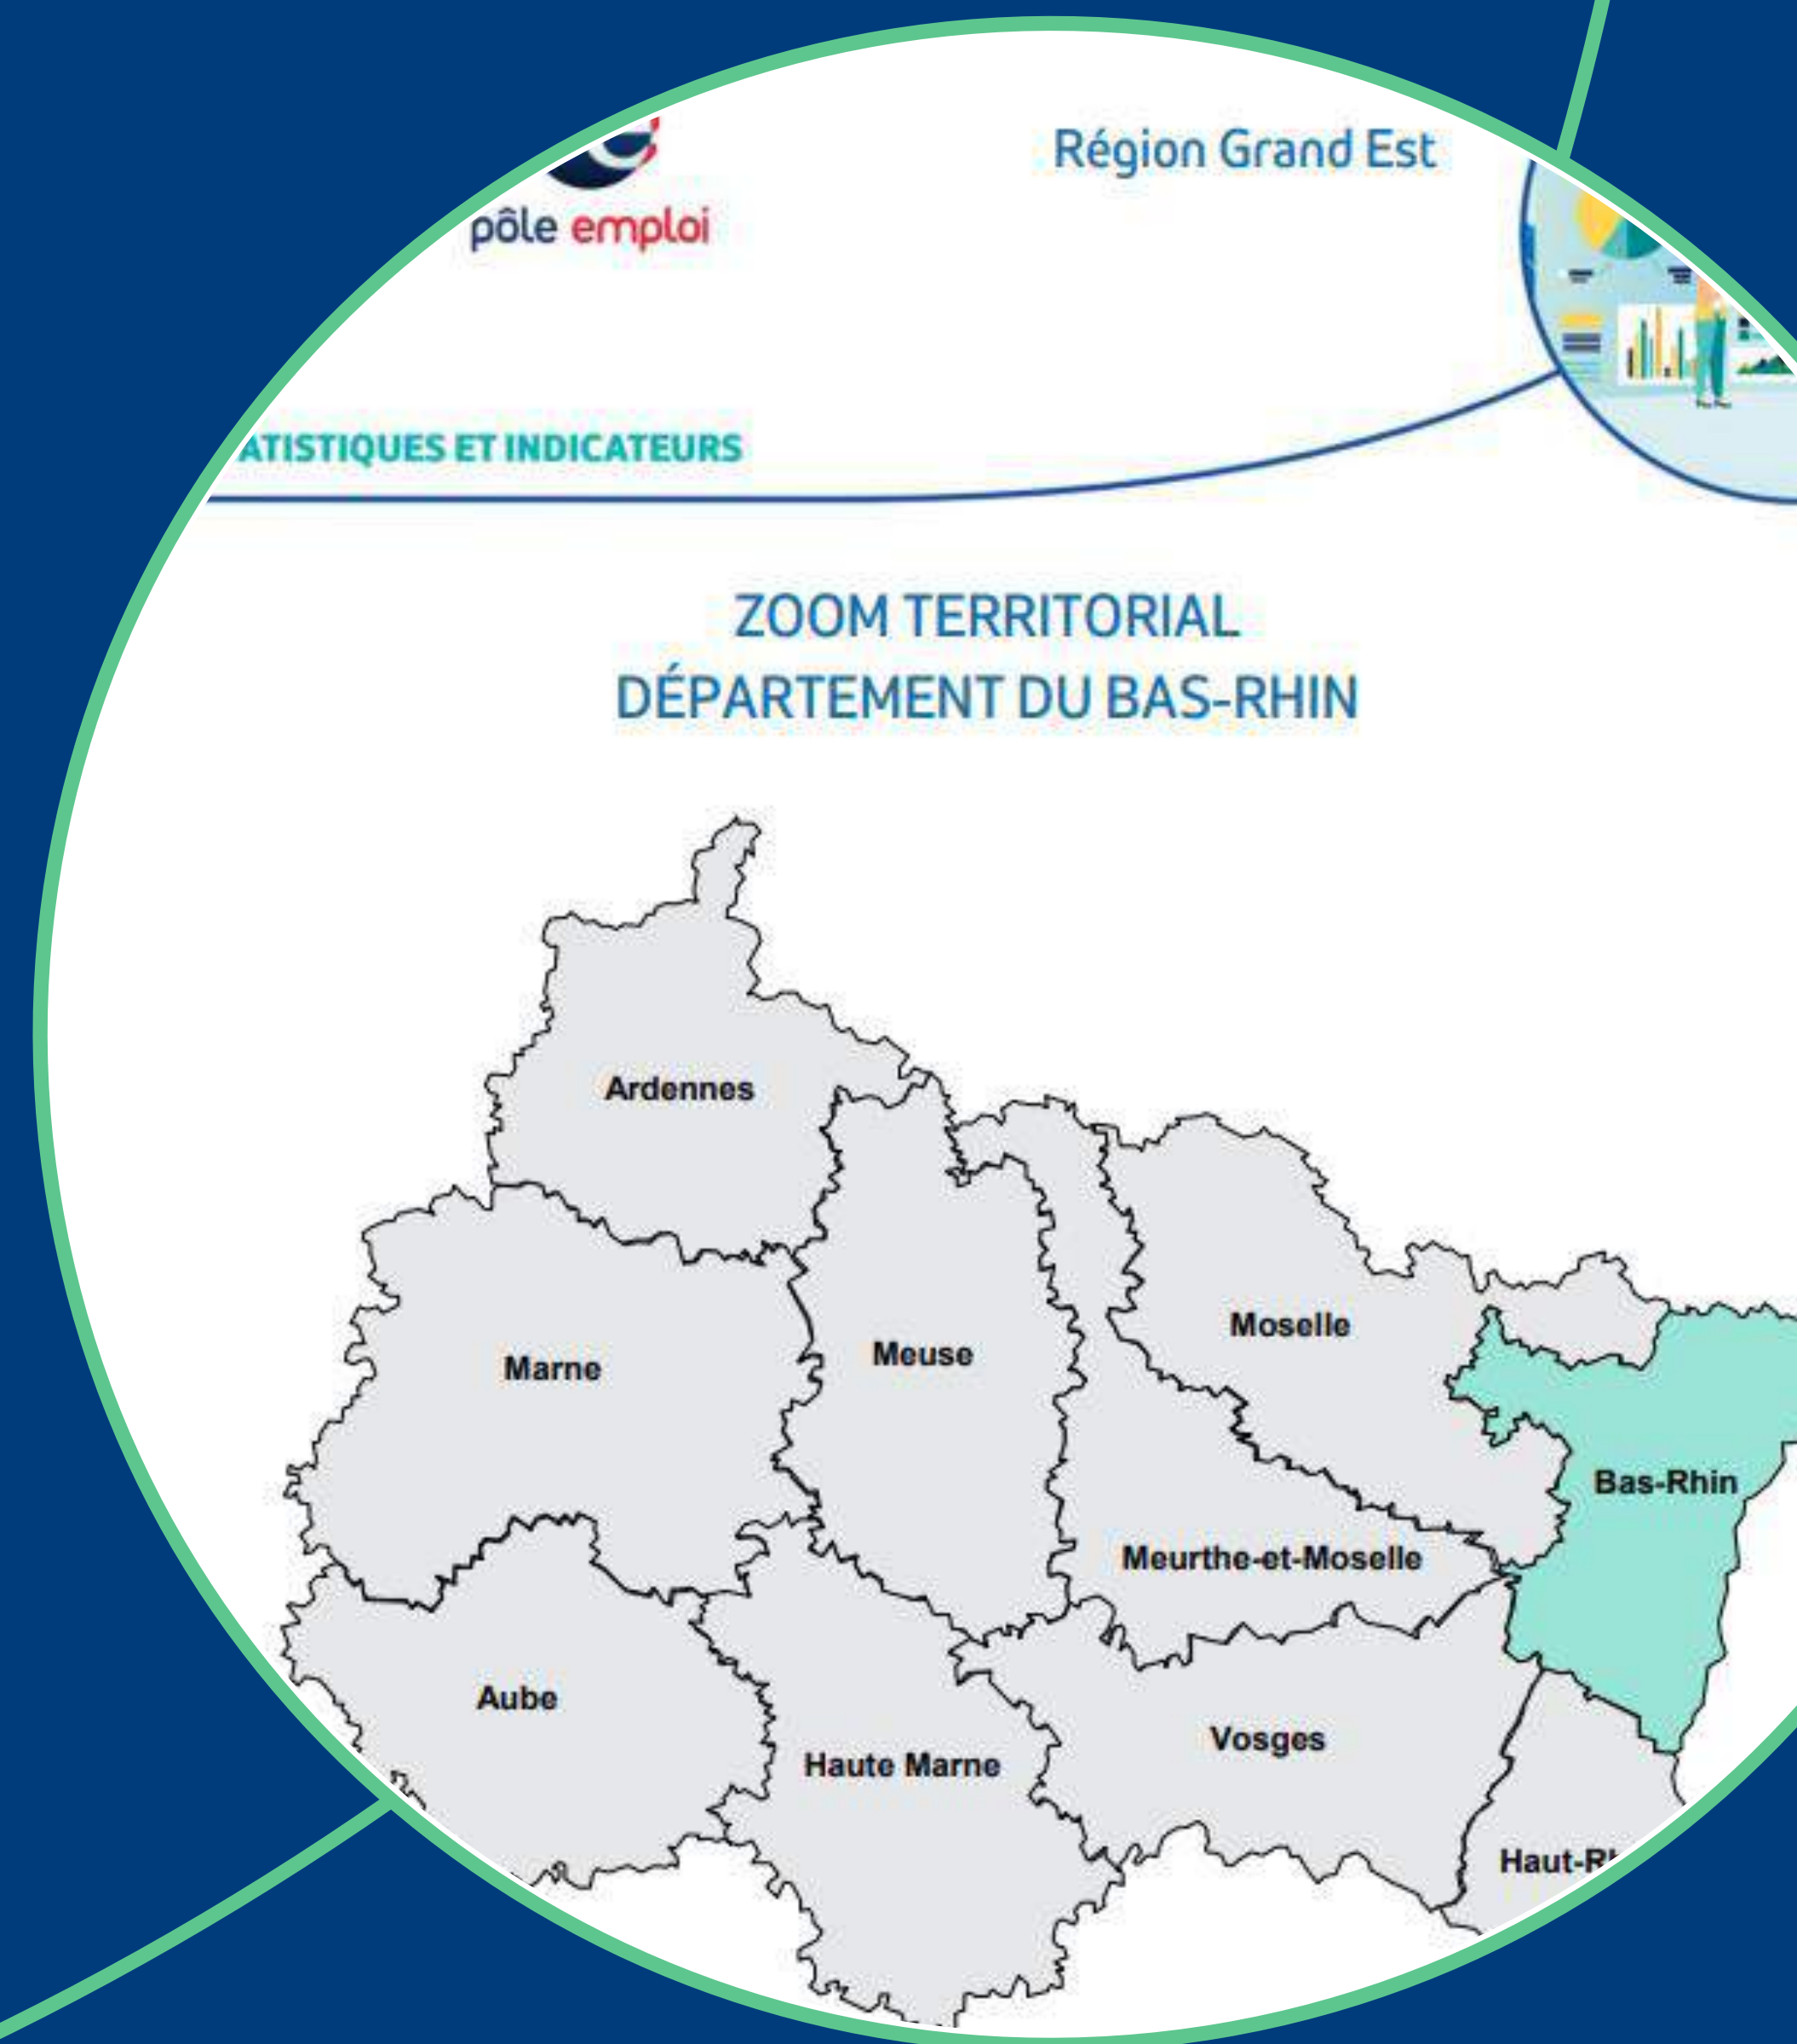 Région Grand Est
pôle emploi
ATISTIQUES ET INDICATEURS
ZOOM TERRITORIAL
DÉPARTEMENT DU BAS-RHIN
Ardennes
Moselle
Meuse
Marne
Bas-Rhin
Meurthe-et-Moselle
Aube
Vosges
Haute Marne
Haut-R